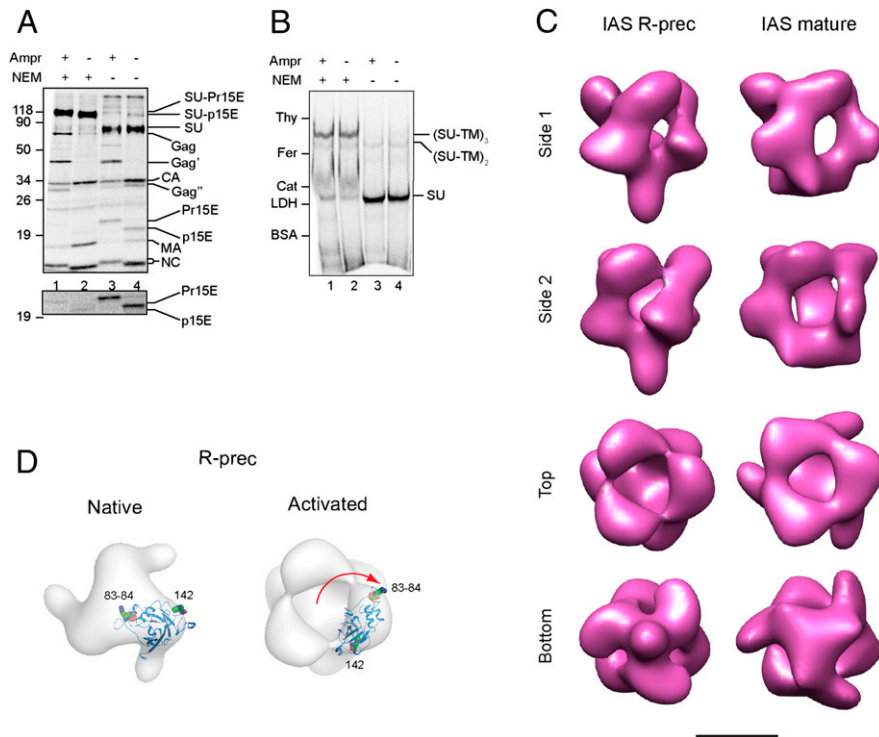 A
Ampr + - + -
NEM + + - -
118
90
50
34
26
19
SU-Pr15E
SU-p15E
SU
Gag
Gag'
CA
Gag''
Pr15E
p15E
MA
NC
1 2 3 4
19
Pr15E
p15E
B
Ampr + - + -
NEM + + - -
Thy
Fer
Cat
LDH
BSA
(SU-TM)3
(SU-TM)2
SU
1 2 3 4
C
IAS R-prec IAS mature
Side 1
Side 2
Top
Bottom
D
R-prec
Native Activated
83-84
142
83-84
142